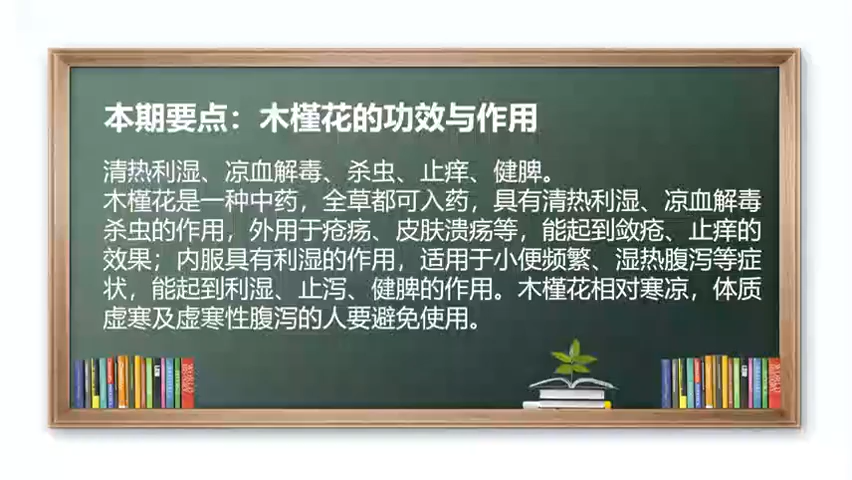 本期要点：木槿花的功效与作用
清热利湿、凉血解毒、杀虫、止痒、健脾。
木槿花是一种中药，全草都可入药，具有清热利湿、凉血解毒
杀虫的作用，外用于疮疡、皮肤溃疡等，能起到敛疮、止痒的
效果；内服具有利湿的作用，适用于小便频繁、湿热腹泻等症
状，能起到利湿、止泻、健脾的作用。木槿花相对寒凉，体质
虚寒及虚寒性腹泻的人要避免使用。